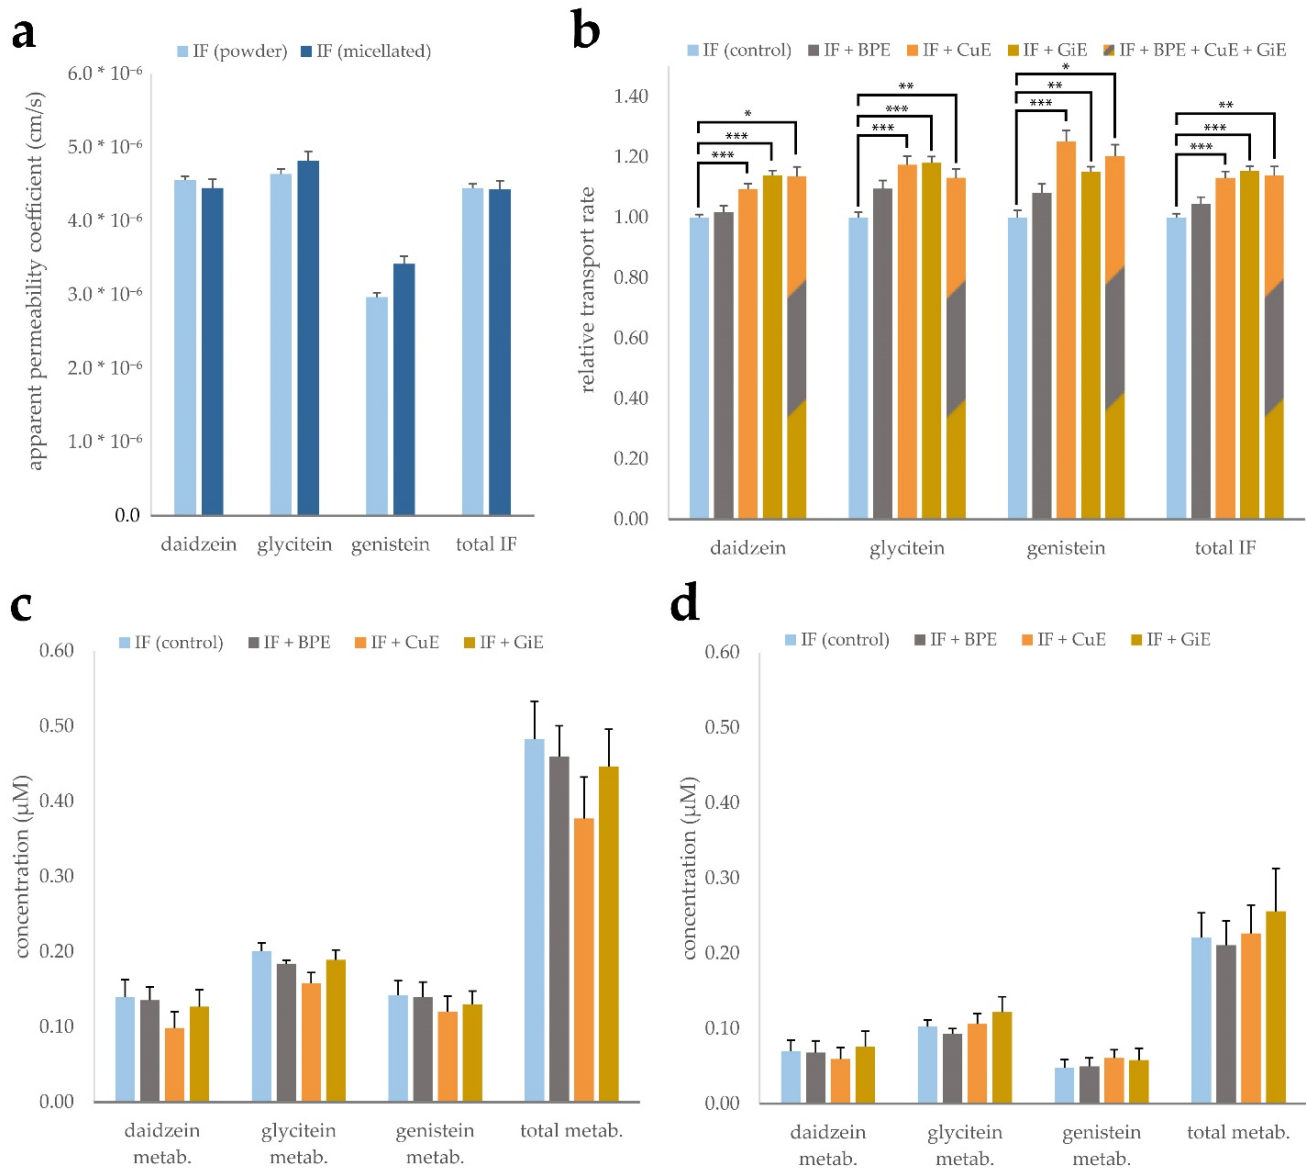 a
IF (powder) IF (micellated)
apparent permeability coefficient (cm/s)
6.0 * 10⁻⁶
5.0 * 10⁻⁶
4.0 * 10⁻⁶
3.0 * 10⁻⁶
2.0 * 10⁻⁶
1.0 * 10⁻⁶
0.0
daidzein glycitein genistein total IF
b
IF (control) IF + BPE IF + CuE IF + GiE IF + BPE + CuE + GiE
relative transport rate
1.40
1.20
1.00
0.80
0.60
0.40
0.20
0.00
* *** ***
** *** ***
* ** ***
** *** ***
daidzein glycitein genistein total IF
c
IF (control) IF + BPE IF + CuE IF + GiE
concentration (µM)
0.60
0.50
0.40
0.30
0.20
0.10
0.00
daidzein glycitein genistein total metab.
metab. metab. metab.
d
IF (control) IF + BPE IF + CuE IF + GiE
concentration (µM)
0.60
0.50
0.40
0.30
0.20
0.10
0.00
daidzein glycitein genistein total metab.
metab. metab. metab.